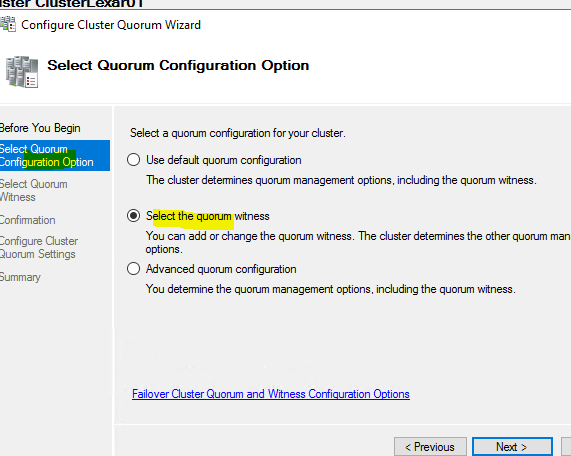 uster ClusterLexar01
Configure Cluster Quorum Wizard
Select Quorum Configuration Option
Before You Begin
Select Quorum
Configuration Option
Select Quorum
Witness
Confirmation
Configure Cluster
Quorum Settings
Summary
Select a quorum configuration for your cluster.
Use default quorum configuration
The cluster determines quorum management options, including the quorum witness.
Select the quorum witness
You can add or change the quorum witness. The cluster determines the other quorum man
options.
Advanced quorum configuration
You determine the quorum management options, including the quorum witness.
Failover Cluster Quorum and Witness Configuration Options
< Previous
Next >